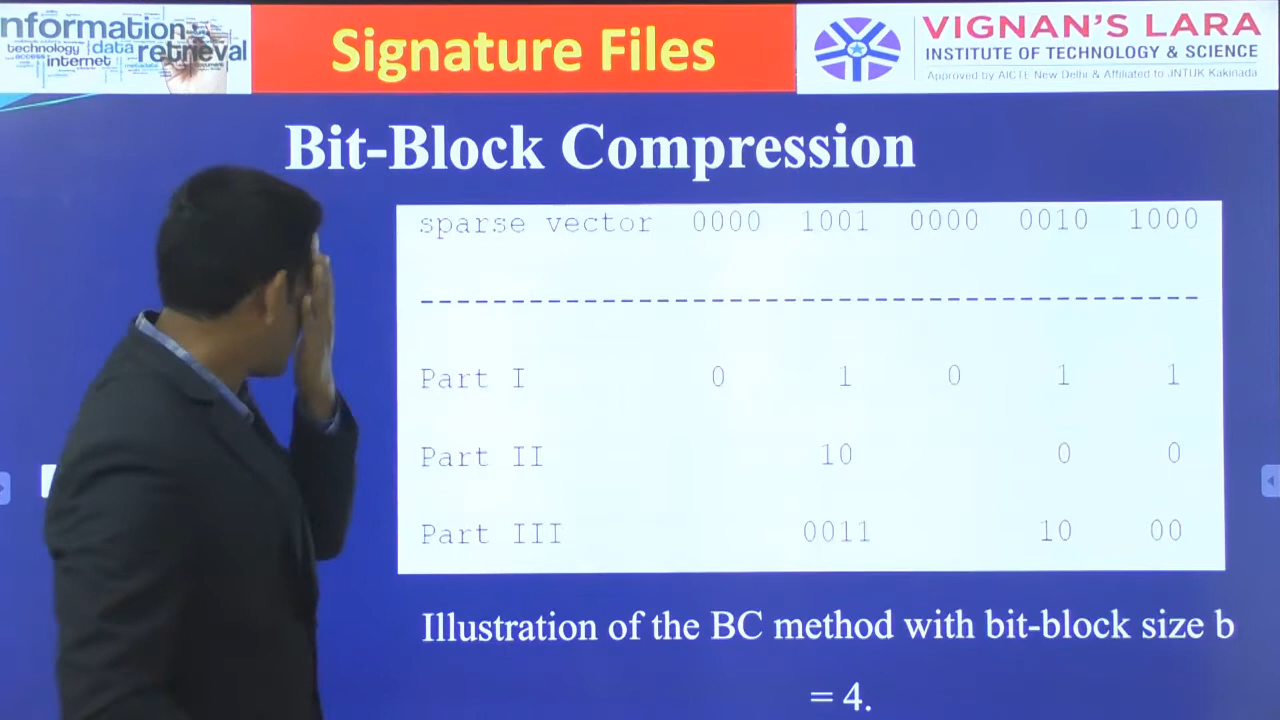 nformation
technology data retrieval
access internet
Signature Files
VIGNAN'S LARA
INSTITUTE OF TECHNOLOGY & SCIENCE
Approved by AICTE New Delhi & Affiliated to JNTUK Kakinada
Bit-Block Compression
sparse vector 0000 1001 0000 0010 1000
--------------------------------------------------
Part I 0 1 0 1 1
Part II 10 0 0
Part III 0011 10 00
Illustration of the BC method with bit-block size b
= 4.